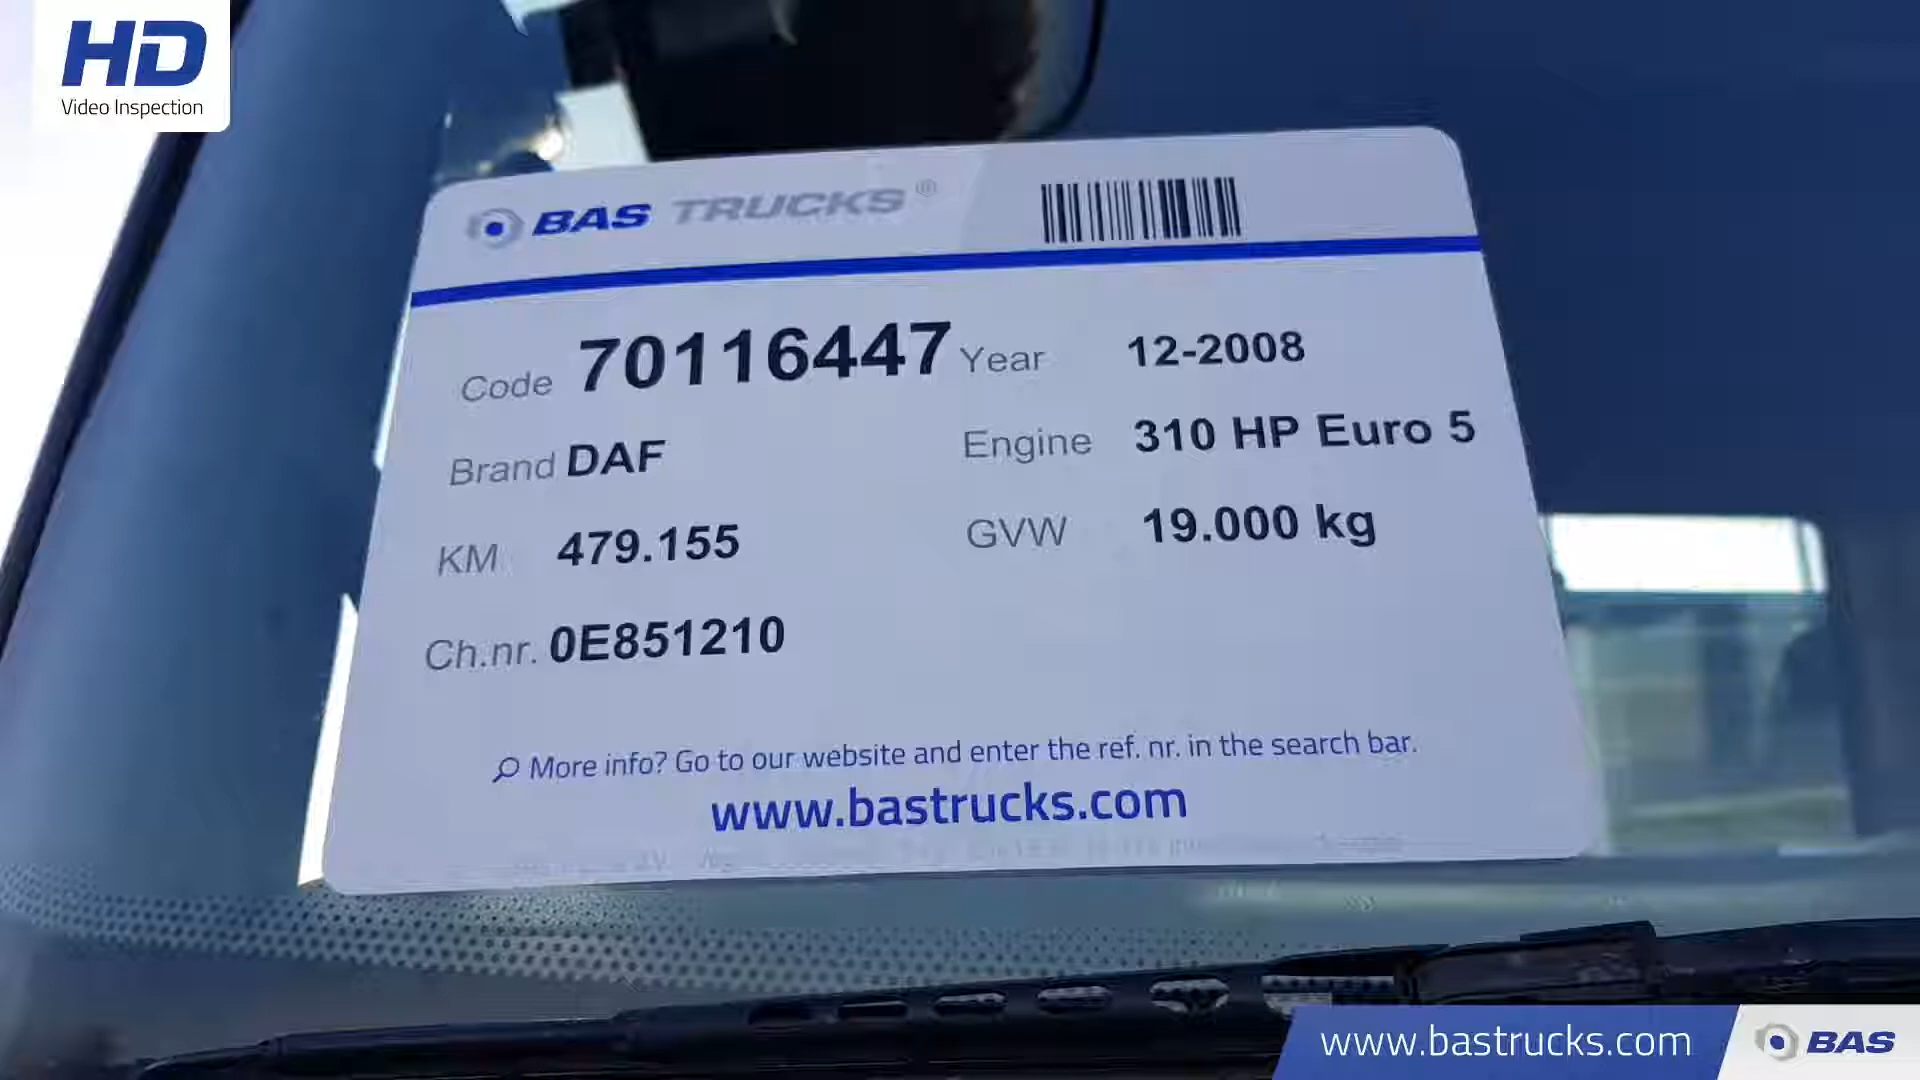 HD
Video Inspection
BAS TRUCKS®
Code 70116447 Year 12-2008
Brand DAF Engine 310 HP Euro 5
KM 479.155 GVW 19.000 kg
Ch.nr. 0E851210
More info? Go to our website and enter the ref. nr. in the search bar.
www.bastrucks.com
www.bastrucks.com BAS